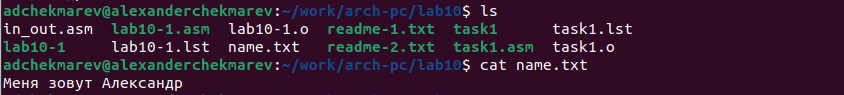 adchekmarev@alexanderchekmarev:~/work/arch-pc/lab10$ ls
in_out.asm lab10-1.asm lab10-1.o readme-1.txt task1 task1.lst
lab10-1 lab10-1.lst name.txt readme-2.txt task1.asm task1.o
adchekmarev@alexanderchekmarev:~/work/arch-pc/lab10$ cat name.txt
Меня зовут Александр